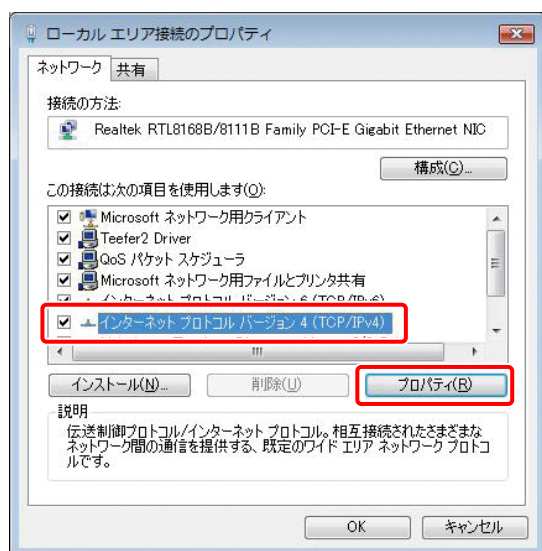 ローカル エリア接続のプロパティ
ネットワーク 共有
接続の方法:
Realtek RTL8168B/8111B Family PCI-E Gigabit Ethernet NIC
構成(C)...
この接続は次の項目を使用します(O):
Microsoft ネットワーク用クライアント
Teefer2 Driver
QoS パケット スケジューラ
Microsoft ネットワーク用ファイルとプリンタ共有
インターネット プロトコル バージョン 6 (TCP/IPv6)
インターネット プロトコル バージョン 4 (TCP/IPv4)
インストール(N)... 削除(U) プロパティ(R)
説明
伝送制御プロトコル/インターネット プロトコル。相互接続されたさまざまな
ネットワーク間の通信を提供する、既定のワイド エリア ネットワーク プロトコ
ルです。
OK キャンセル